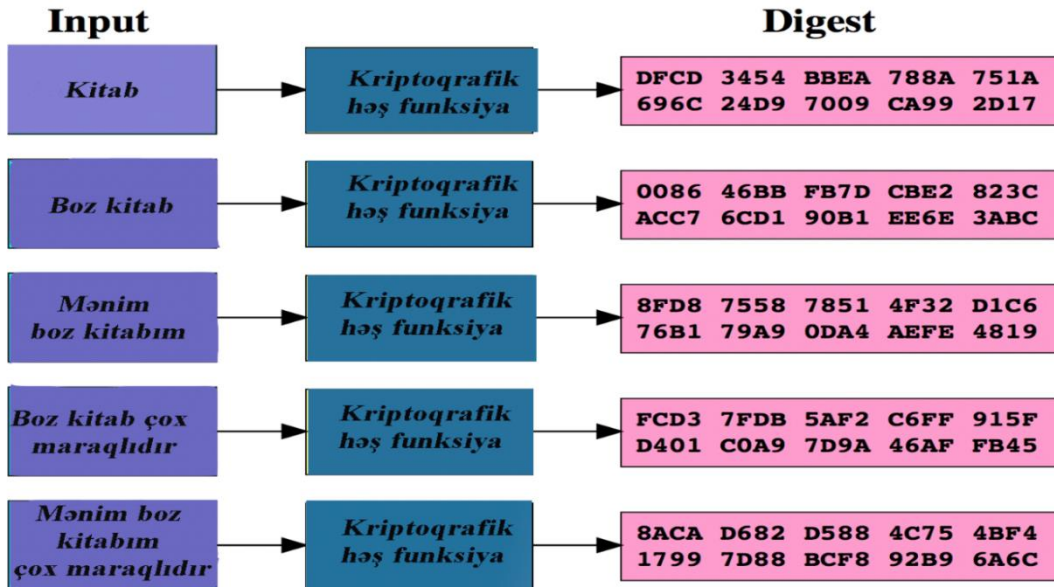 Input
Digest
Kitab
Kriptoqrafik
həş funksiya
DFCD 3454 BBEA 788A 751A
696C 24D9 7009 CA99 2D17
Boz kitab
Kriptoqrafik
həş funksiya
0086 46BB FB7D CBE2 823C
ACC7 6CD1 90B1 EE6E 3ABC
Mənim
boz kitabım
Kriptoqrafik
həş funksiya
8FD8 7558 7851 4F32 D1C6
76B1 79A9 0DA4 AEFE 4819
Boz kitab çox
maraqlıdır
Kriptoqrafik
həş funksiya
FCD3 7FDB 5AF2 C6FF 915F
D401 C0A9 7D9A 46AF FB45
Mənim boz
kitabım
çox maraqlıdır
Kriptoqrafik
həş funksiya
8ACA D682 D588 4C75 4BF4
1799 7D88 BCF8 92B9 6A6C